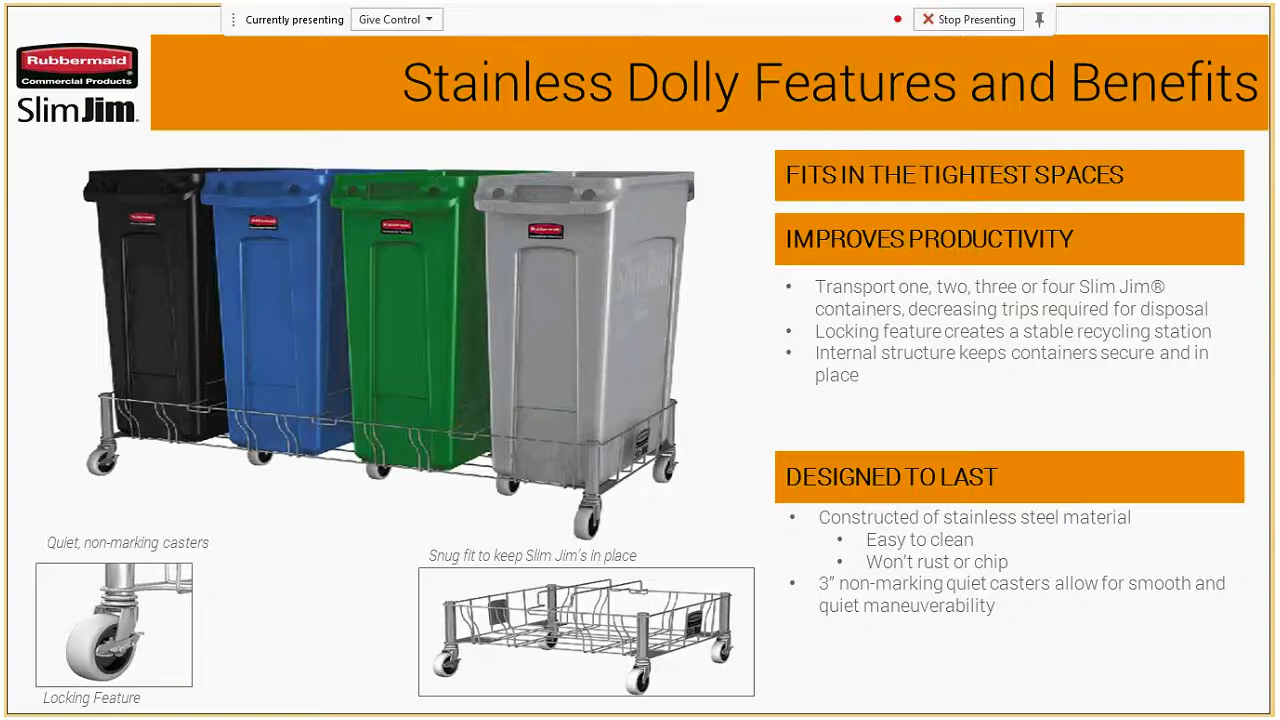 Currently presenting
Give Control
Stop Presenting
Rubbermaid
Commercial Products
SlimJim.
Stainless Dolly Features and Benefits
FITS IN THE TIGHTEST SPACES
IMPROVES PRODUCTIVITY
• Transport one, two, three or four Slim Jim®
containers, decreasing trips required for disposal
• Locking feature creates a stable recycling station
• Internal structure keeps containers secure and in
place
DESIGNED TO LAST
• Constructed of stainless steel material
• Easy to clean
• Won't rust or chip
• 3” non-marking quiet casters allow for smooth and
quiet maneuverability
Quiet, non-marking casters
Locking Feature
Snug fit to keep Slim Jim's in place